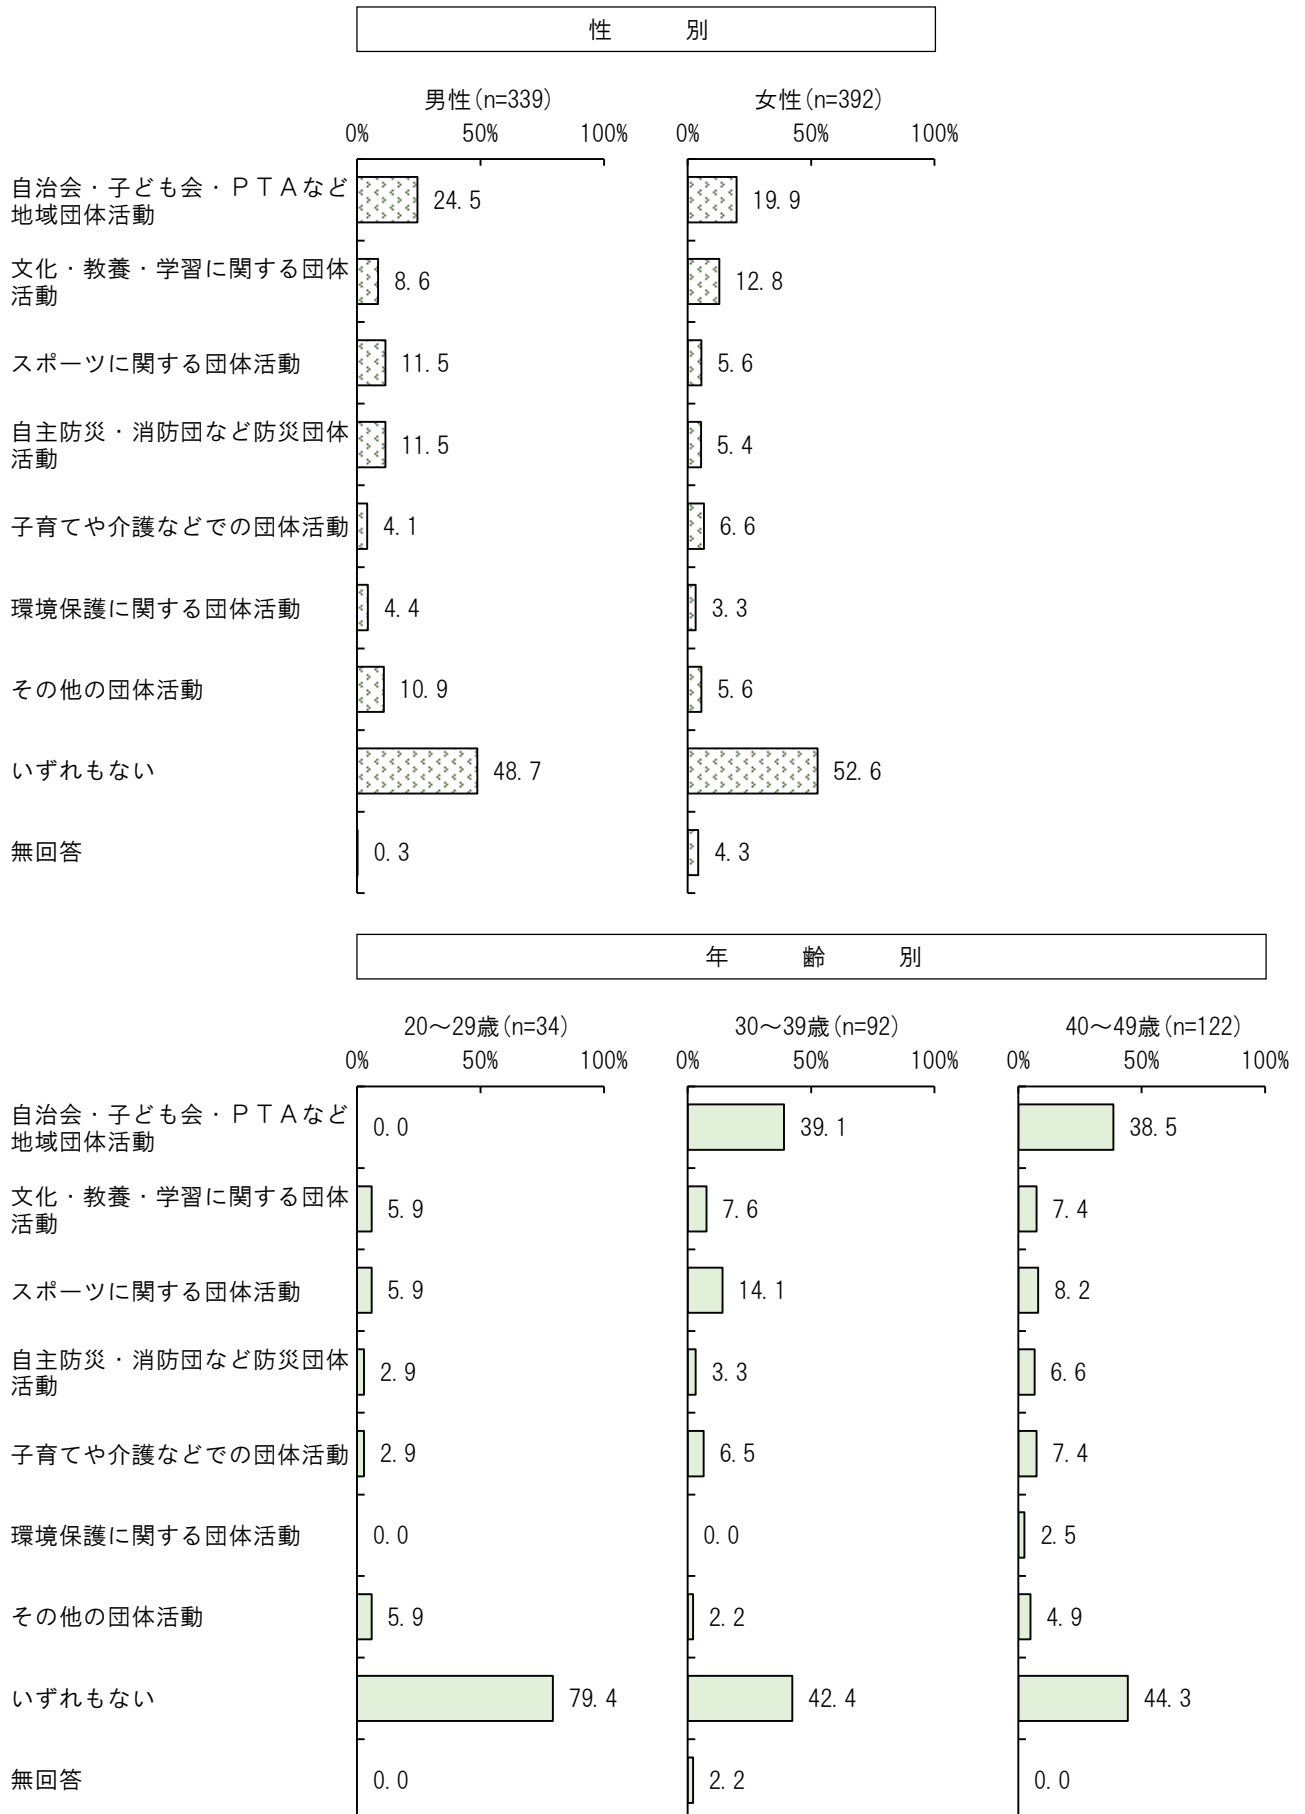 性 別
男性(n=339) 女性(n=392)
0% 50% 100% 0% 50% 100%
自治会・子ども会・ＰＴＡなど
地域団体活動
24.5 19.9
文化・教養・学習に関する団体
活動
8.6 12.8
スポーツに関する団体活動 11.5 5.6
自主防災・消防団など防災団体
活動
11.5 5.4
子育てや介護などでの団体活動 4.1 6.6
環境保護に関する団体活動 4.4 3.3
その他の団体活動 10.9 5.6
いずれもない 48.7 52.6
無回答 0.3 4.3
年 齢 別
20～29歳(n=34) 30～39歳(n=92) 40～49歳(n=122)
0% 50% 100% 0% 50% 100% 0% 50% 100%
自治会・子ども会・ＰＴＡなど
地域団体活動
0.0 39.1 38.5
文化・教養・学習に関する団体
活動
5.9 7.6 7.4
スポーツに関する団体活動 5.9 14.1 8.2
自主防災・消防団など防災団体
活動
2.9 3.3 6.6
子育てや介護などでの団体活動 2.9 6.5 7.4
環境保護に関する団体活動 0.0 0.0 2.5
その他の団体活動 5.9 2.2 4.9
いずれもない 79.4 42.4 44.3
無回答 0.0 2.2 0.0